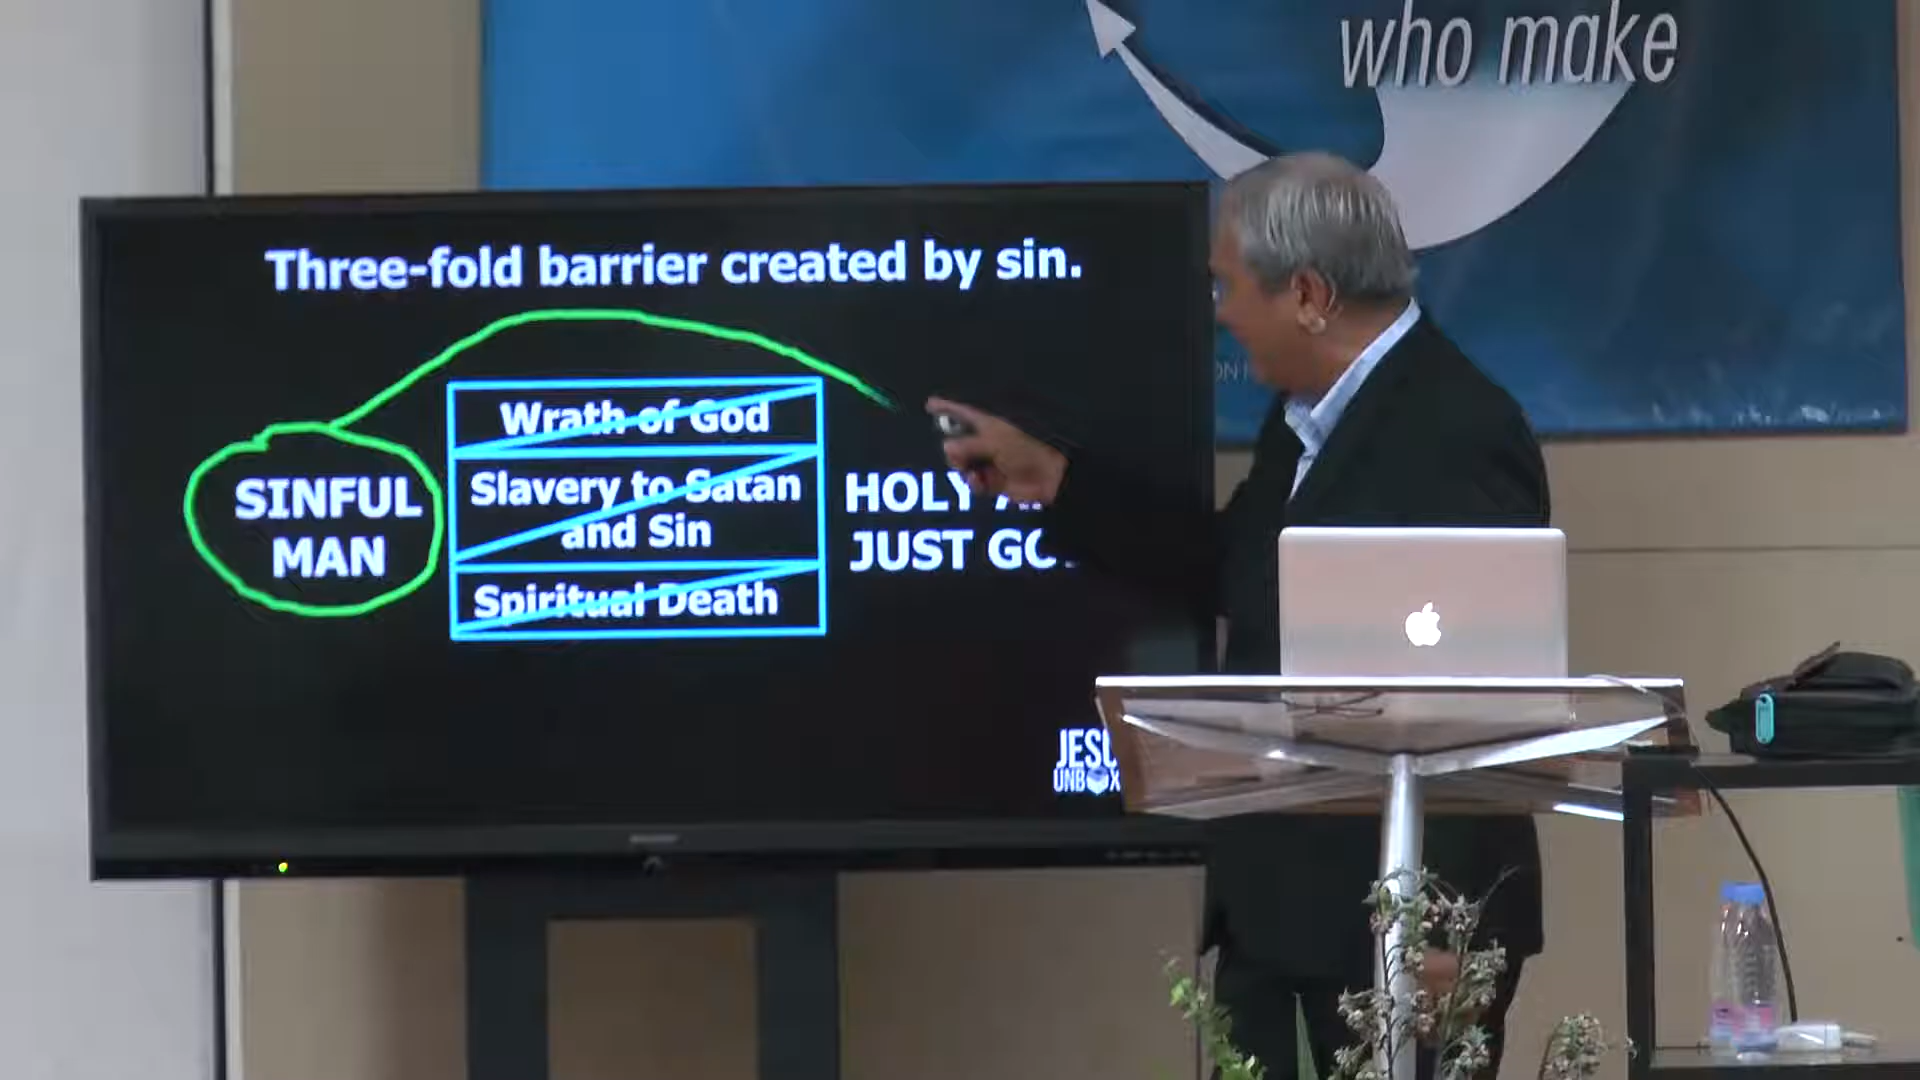 who make
Three-fold barrier created by sin.
Wrath of God
SINFUL
MAN
Slavery to Satan
and Sin
Spiritual Death
HOLY
JUST